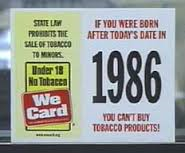 STATE LAW
PROHIBITS THE
SALE OF TOBACCO
TO MINORS.
Under 18
No Tobacco
We
Card
IF YOU WERE BORN
AFTER TODAY'S DATE IN
1986
YOU CAN'T BUY
TOBACCO PRODUCTS!